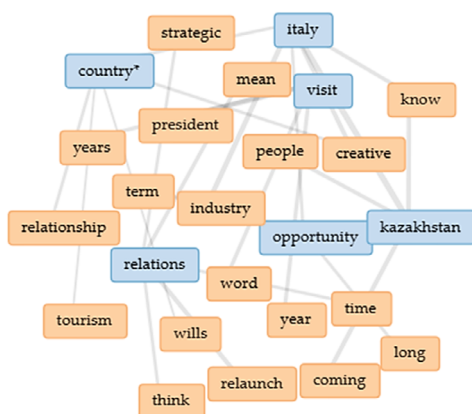 strategic
italy
country*
mean
visit
know
president
years
people
creative
term
industry
relationship
opportunity
kazakhstan
relations
word
tourism
wills
year
time
long
think
relaunch
coming